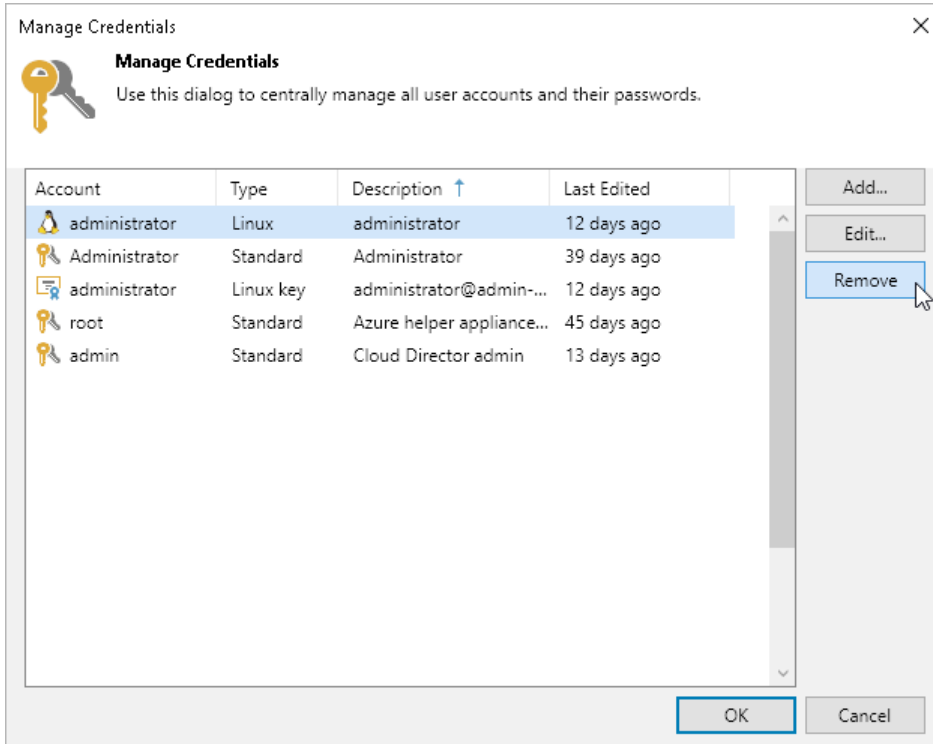 Manage Credentials
Manage Credentials
Use this dialog to centrally manage all user accounts and their passwords.
Account Type Description Last Edited
administrator Linux administrator 12 days ago
Administrator Standard Administrator 39 days ago
administrator Linux key administrator@admin-... 12 days ago
root Standard Azure helper appliance... 45 days ago
admin Standard Cloud Director admin 13 days ago
Add...
Edit...
Remove
OK Cancel